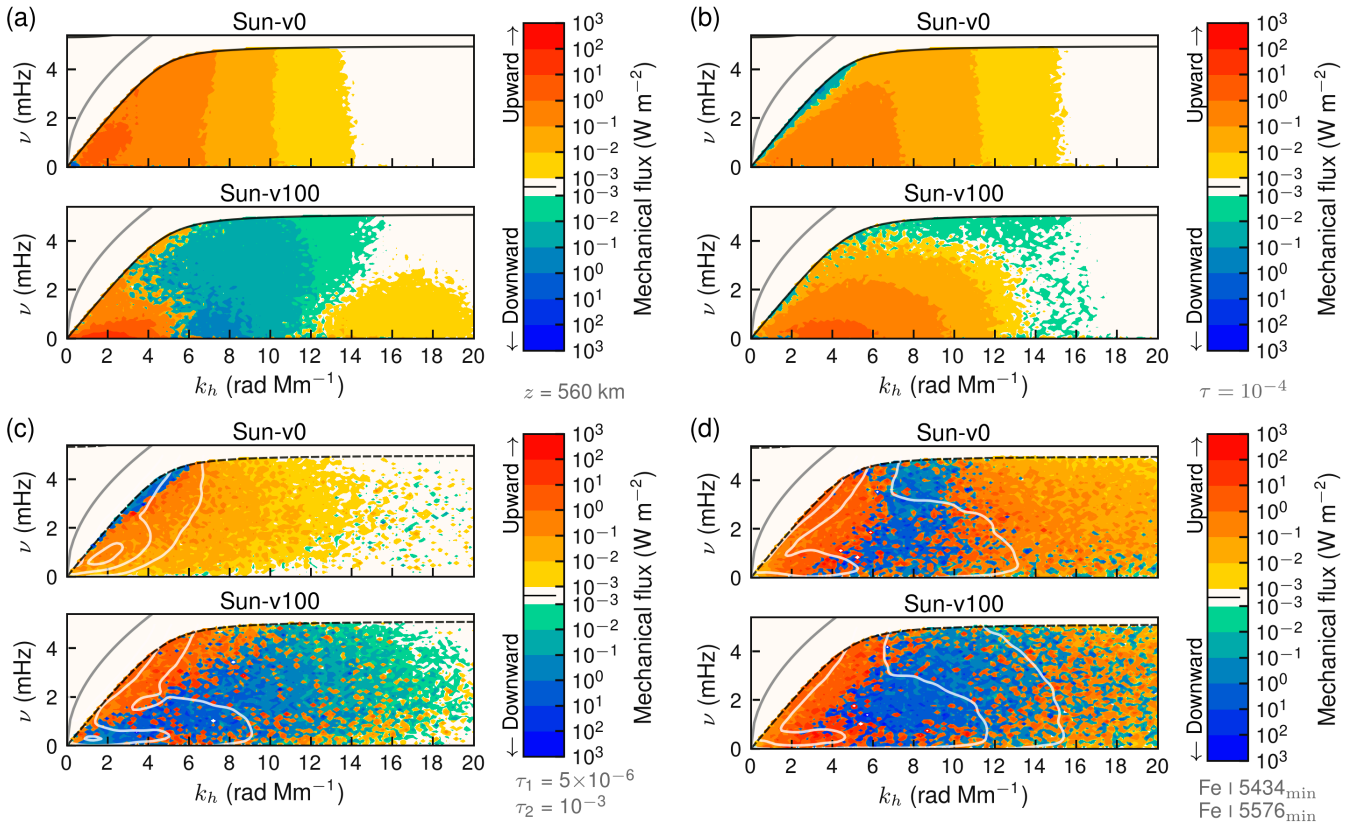 (a)
Sun-v0
ν (mHz)
4
2
0
Sun-v100
ν (mHz)
4
2
0
0 2 4 6 8 10 12 14 16 18 20
k_h (rad Mm⁻¹)
← Downward Upward →
10³
10²
10¹
10⁰
10⁻¹
10⁻²
10⁻³
10⁻³
10⁻²
10⁻¹
10⁰
10¹
10²
10³
Mechanical flux (W m⁻²)
z = 560 km
(b)
Sun-v0
ν (mHz)
4
2
0
Sun-v100
ν (mHz)
4
2
0
0 2 4 6 8 10 12 14 16 18 20
k_h (rad Mm⁻¹)
← Downward Upward →
10³
10²
10¹
10⁰
10⁻¹
10⁻²
10⁻³
10⁻³
10⁻²
10⁻¹
10⁰
10¹
10²
10³
Mechanical flux (W m⁻²)
τ = 10⁻⁴
(c)
Sun-v0
ν (mHz)
4
2
0
Sun-v100
ν (mHz)
4
2
0
0 2 4 6 8 10 12 14 16 18 20
k_h (rad Mm⁻¹)
← Downward Upward →
10³
10²
10¹
10⁰
10⁻¹
10⁻²
10⁻³
10⁻³
10⁻²
10⁻¹
10⁰
10¹
10²
10³
Mechanical flux (W m⁻²)
τ₁ = 5×10⁻⁶
τ₂ = 10⁻³
(d)
Sun-v0
ν (mHz)
4
2
0
Sun-v100
ν (mHz)
4
2
0
0 2 4 6 8 10 12 14 16 18 20
k_h (rad Mm⁻¹)
← Downward Upward →
10³
10²
10¹
10⁰
10⁻¹
10⁻²
10⁻³
10⁻³
10⁻²
10⁻¹
10⁰
10¹
10²
10³
Mechanical flux (W m⁻²)
Fe I 5434_min
Fe I 5576_min